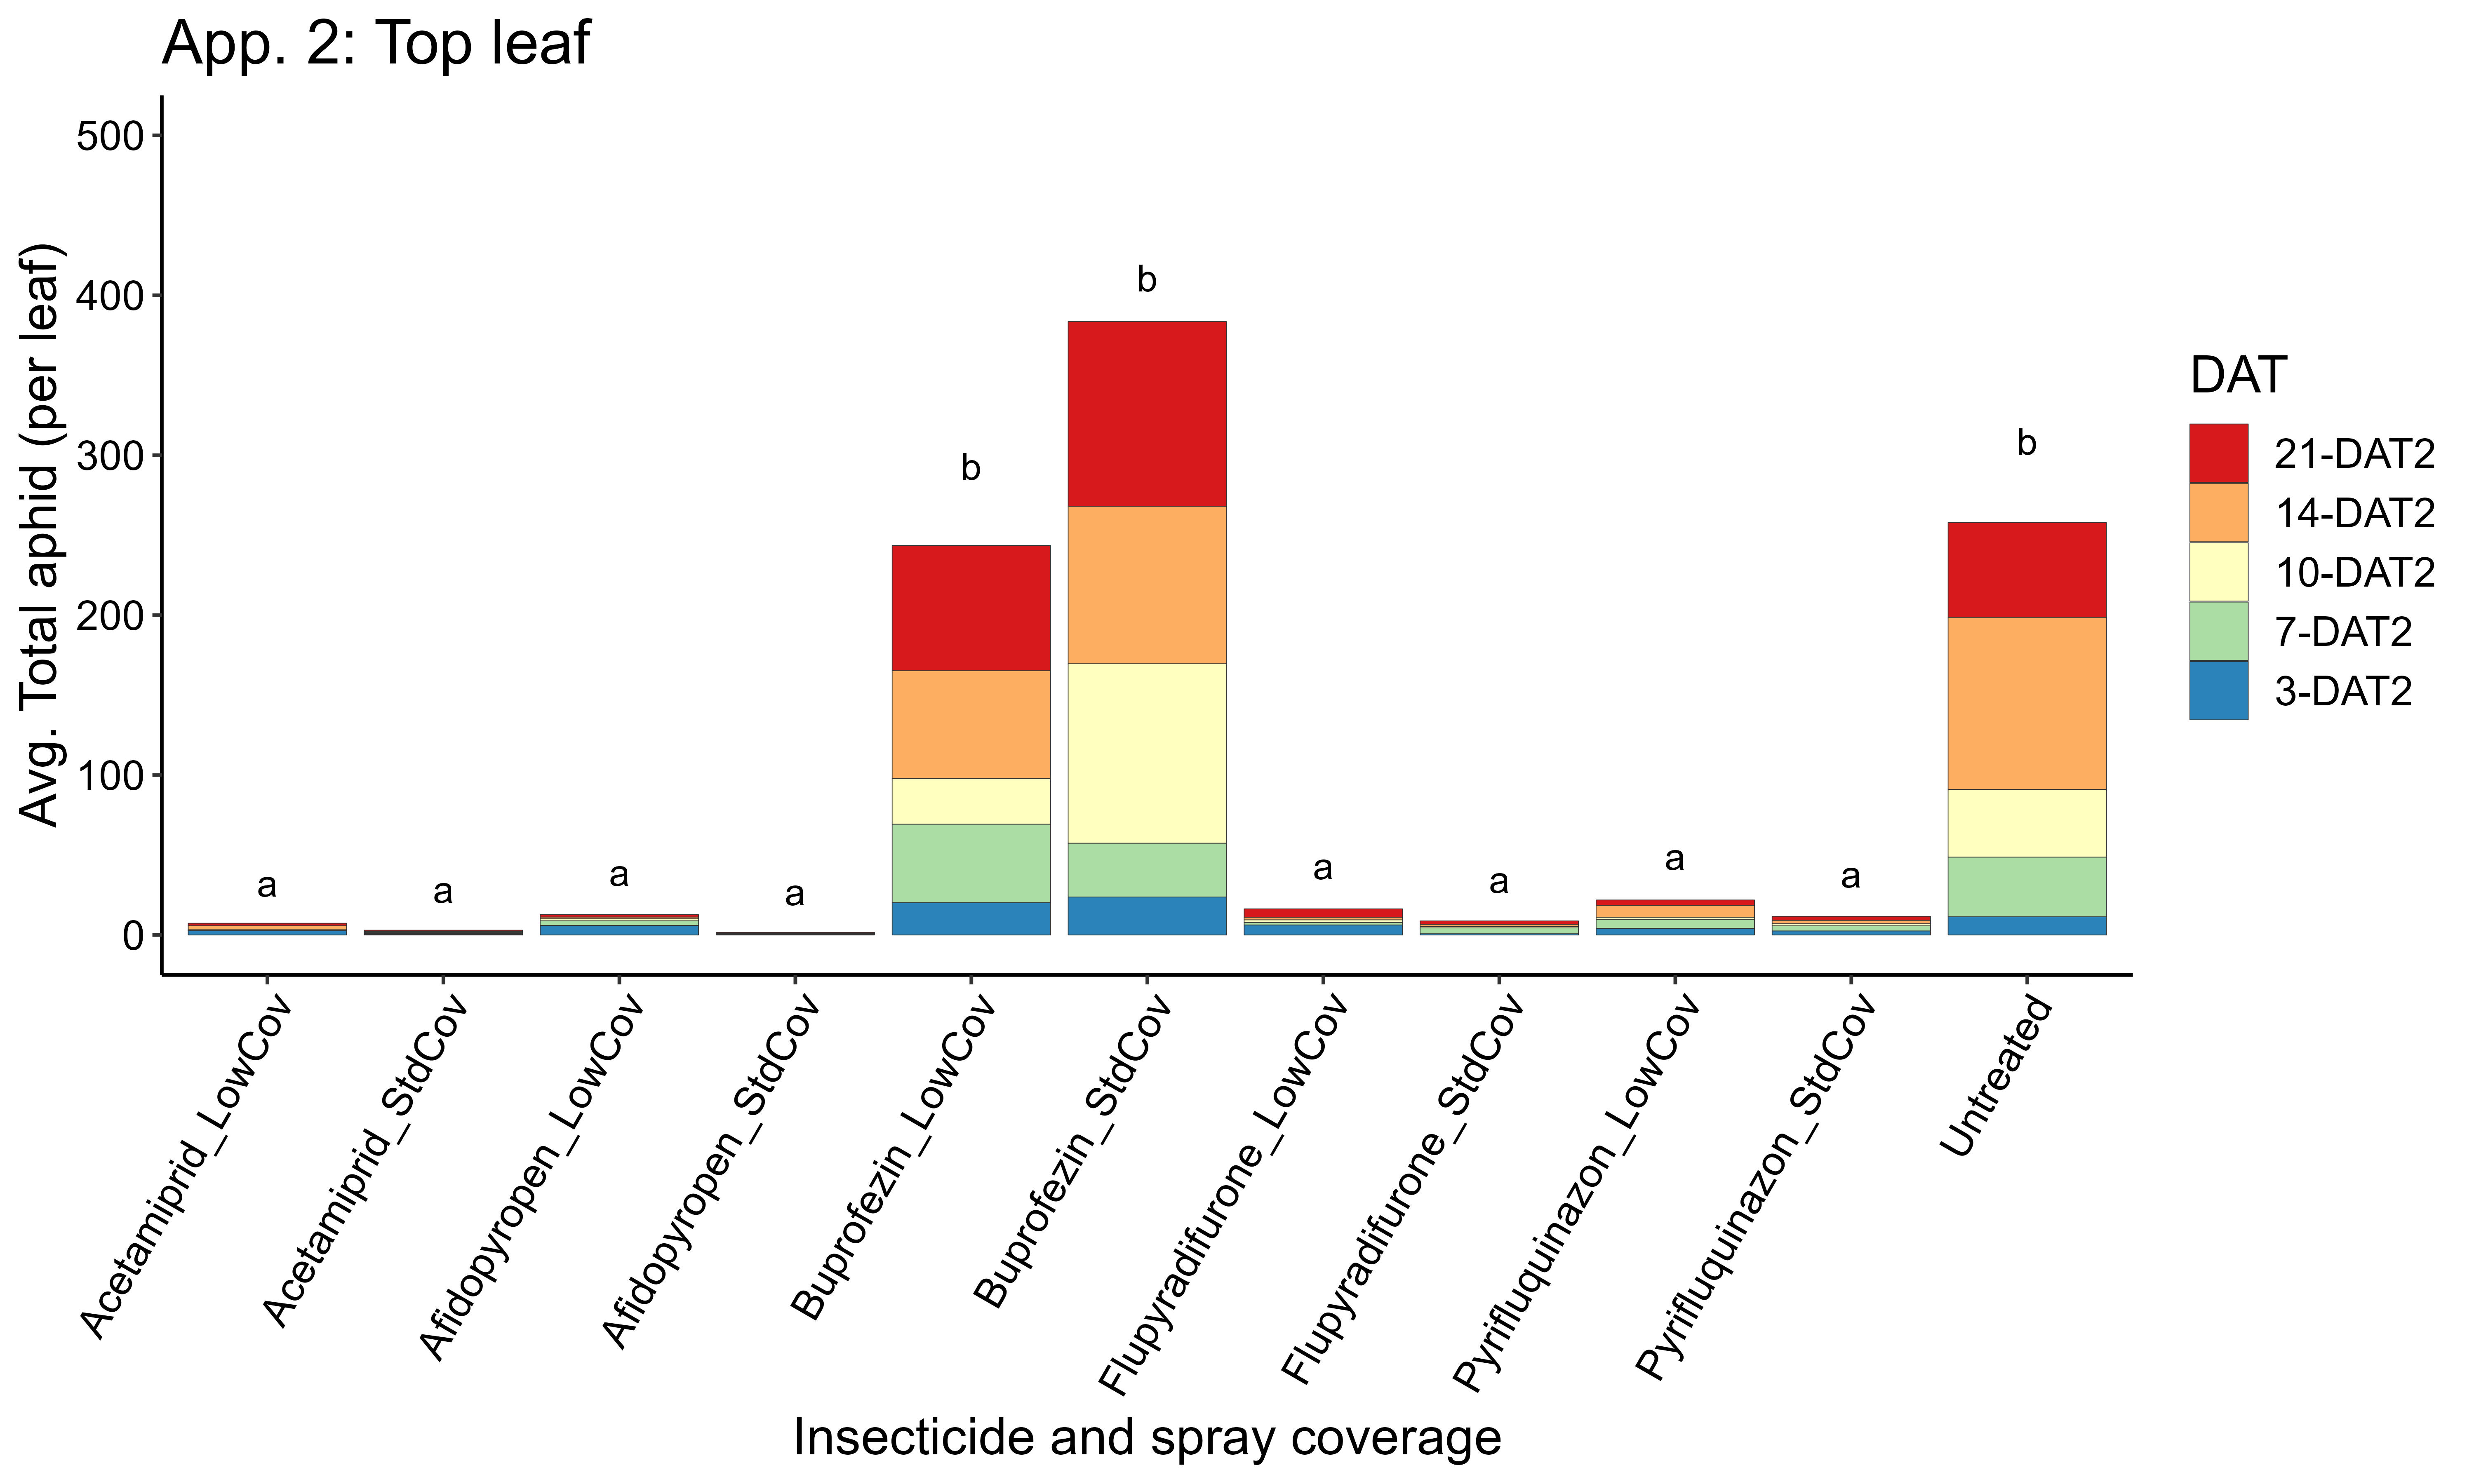 App. 2: Top leaf
Avg. Total aphid (per leaf)
500
400
300
200
100
0
a
a
a
a
b
b
a
a
a
a
b
Acetamiprid_LowCov
Acetamiprid_StdCov
Afidopyropen_LowCov
Afidopyropen_StdCov
Buprofezin_LowCov
Buprofezin_StdCov
Flupyradifurone_LowCov
Flupyradifurone_StdCov
Pyrifluquinazon_LowCov
Pyrifluquinazon_StdCov
Untreated
Insecticide and spray coverage
DAT
21-DAT2
14-DAT2
10-DAT2
7-DAT2
3-DAT2